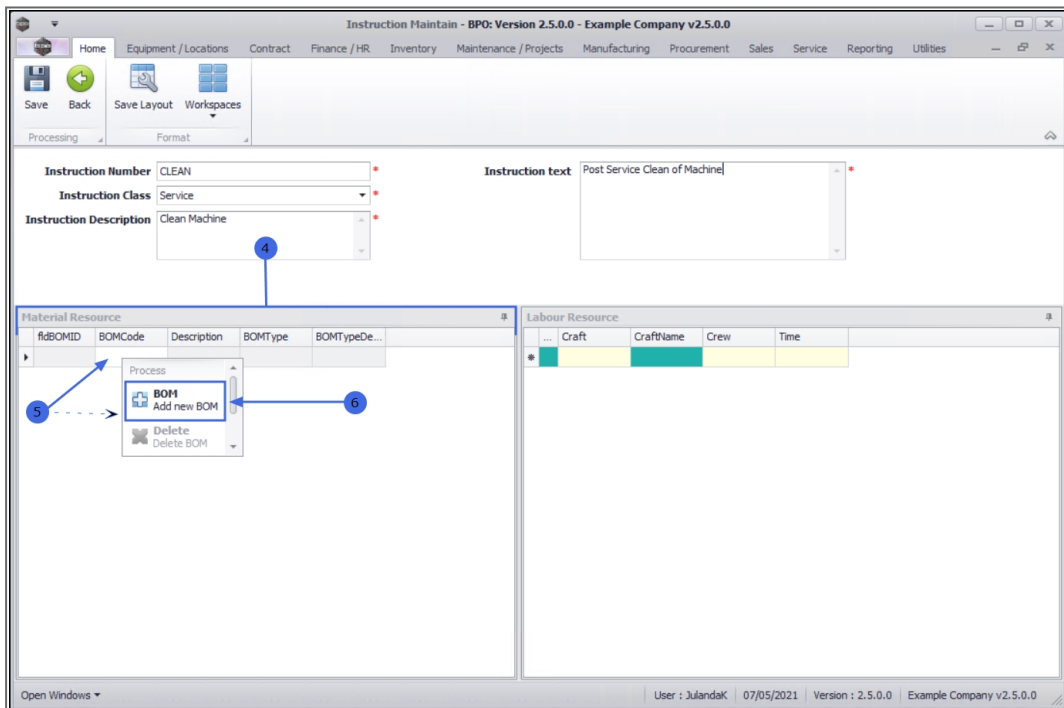 Instruction Maintain - BPO: Version 2.5.0.0 - Example Company v2.5.0.0
Home Equipment / Locations Contract Finance / HR Inventory Maintenance / Projects Manufacturing Procurement Sales Service Reporting Utilities
Save Back Save Layout Workspaces
Processing Format
Instruction Number CLEAN * Instruction text Post Service Clean of Machine *
Instruction Class Service *
Instruction Description Clean Machine *
4
Material Resource Labour Resource
fldBOMID BOMCode Description BOMType BOMTypeDe... ... Craft CraftName Crew Time
Process
BOM
Add new BOM
5 6
Delete
Delete BOM
Open Windows User : JulandaK 07/05/2021 Version : 2.5.0.0 Example Company v2.5.0.0